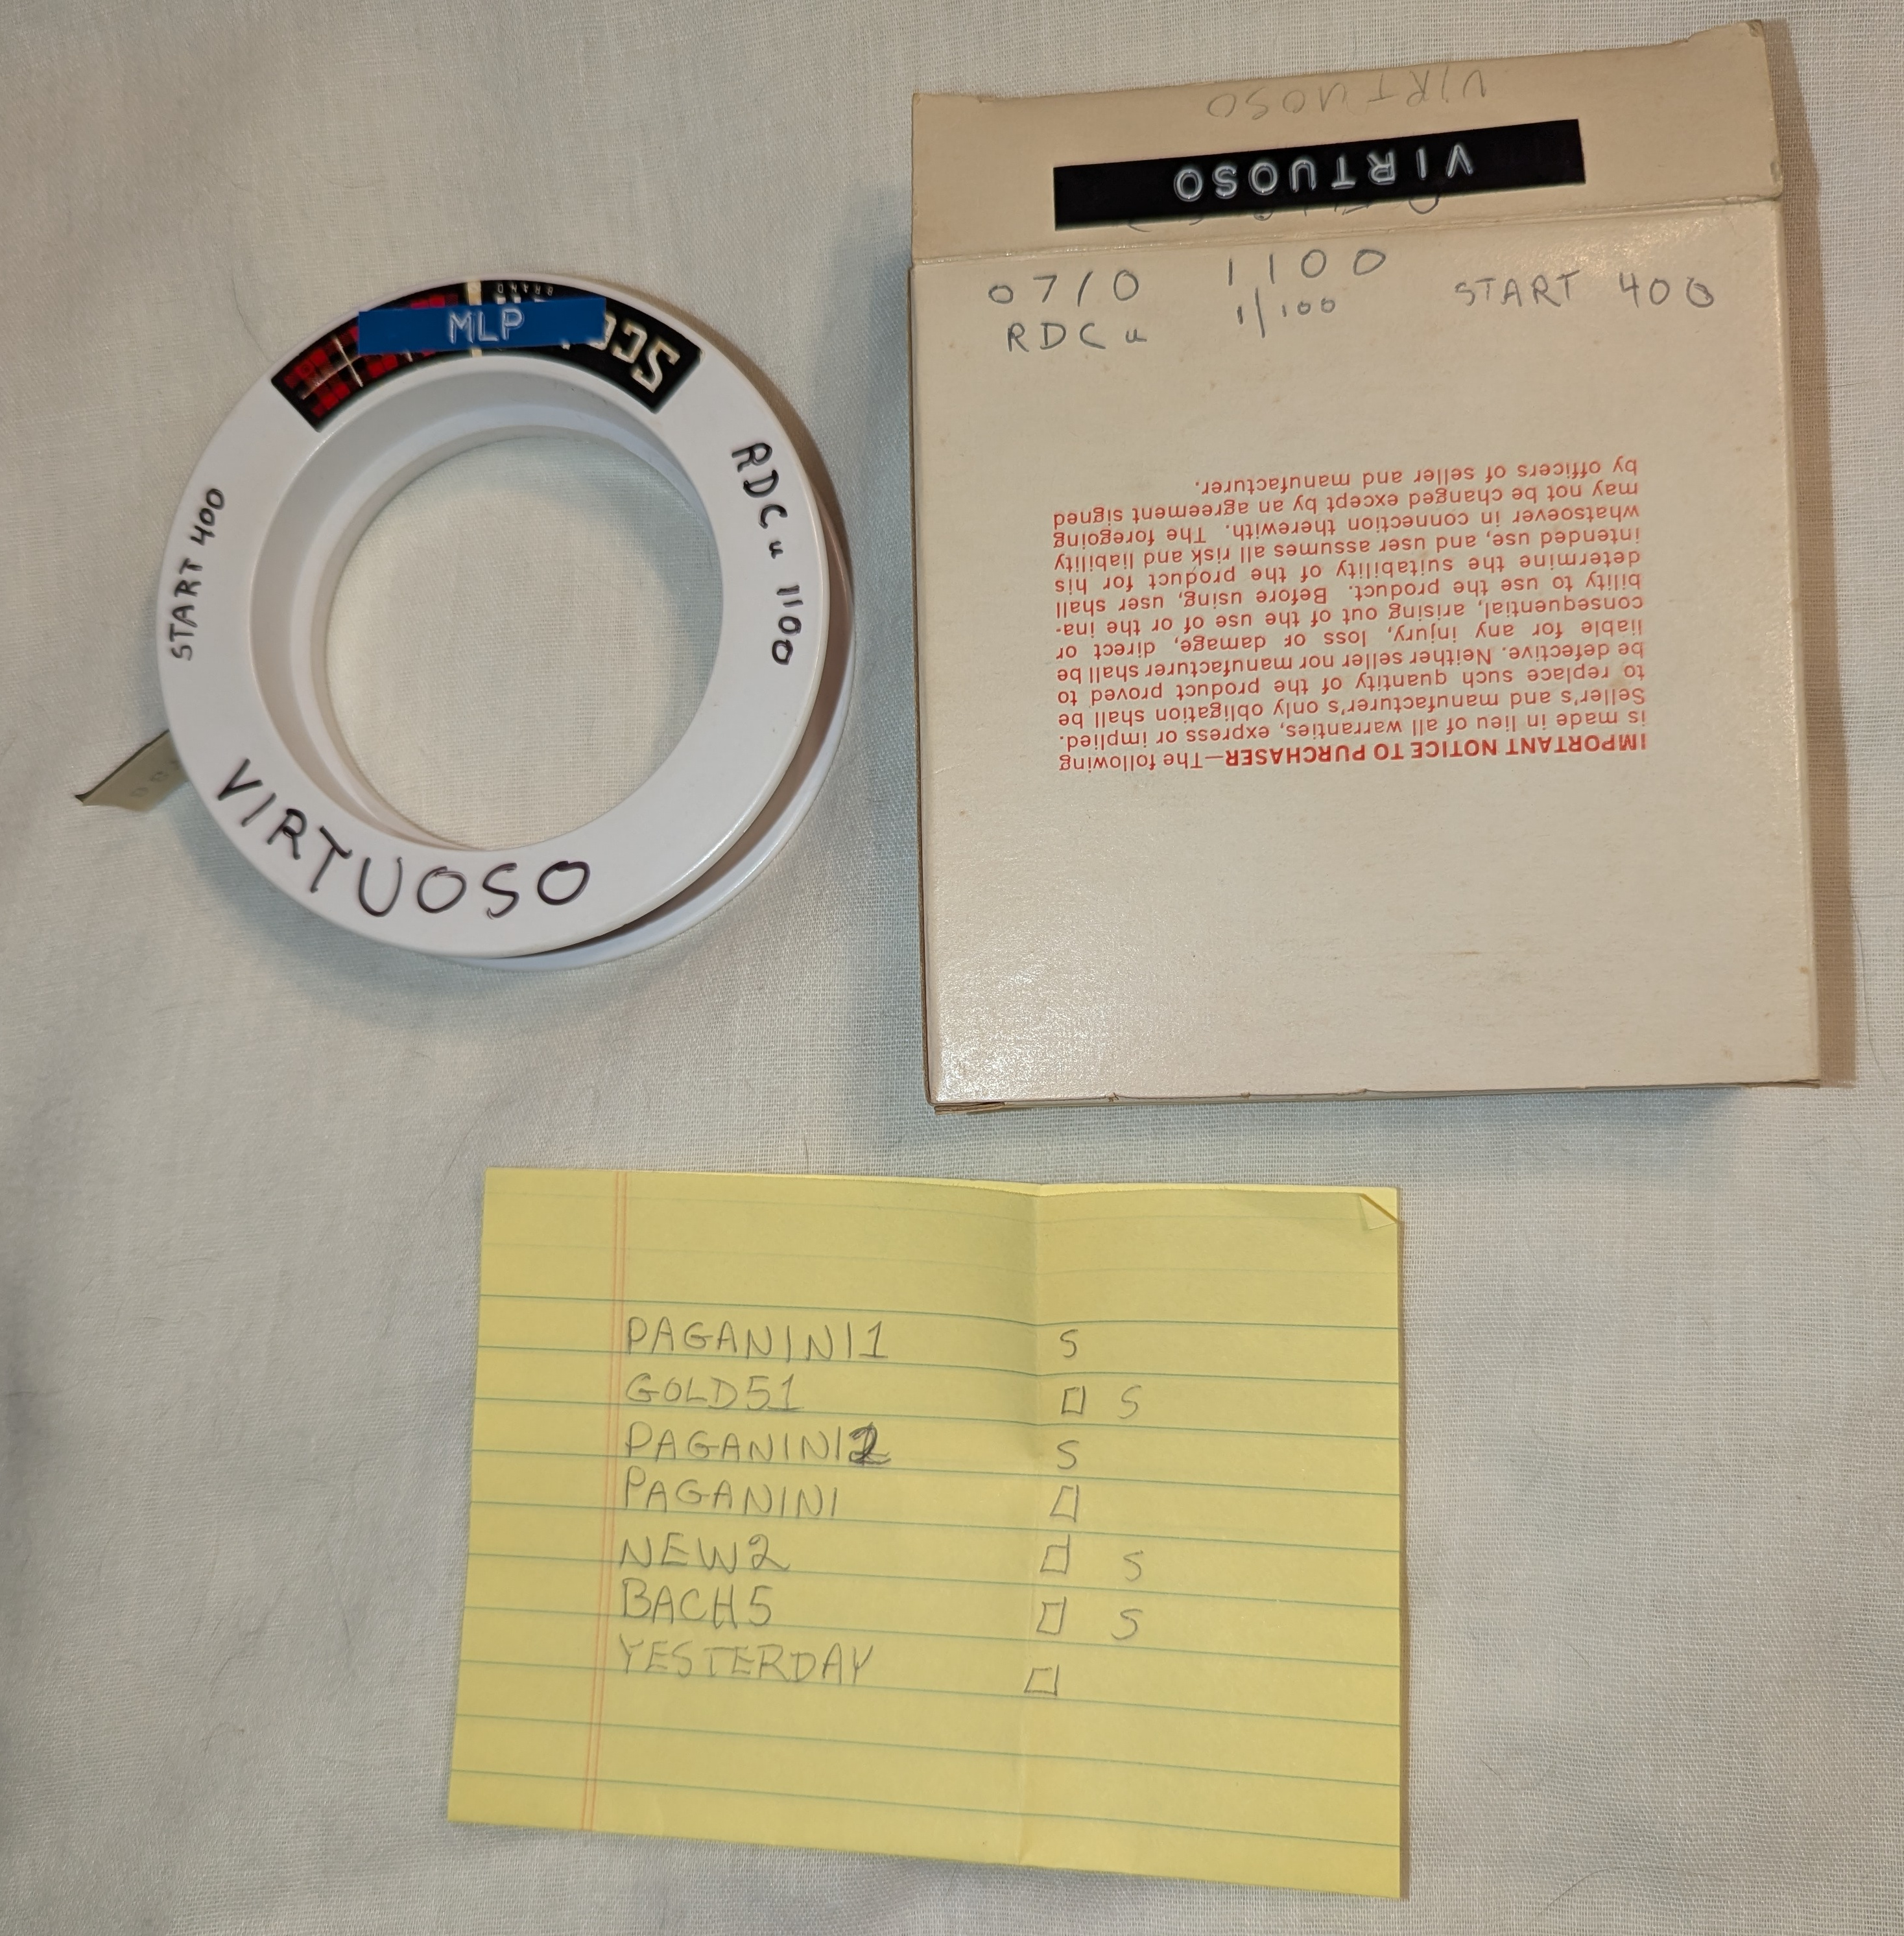 MLP
BRAND
START 400
RDCu 1100
VIRTUOSO
VIRTUOSO
VIRTUOSO
0710 1100 START 400
RDCu 1/100
IMPORTANT NOTICE TO PURCHASER—The following
is made in lieu of all warranties, express or implied.
Seller's and manufacturer's only obligation shall be
to replace such quantity of the product proved to
be defective. Neither seller nor manufacturer shall be
liable for any injury, loss or damage, direct or
consequential, arising out of the use of or the ina-
bility to use the product. Before using, user shall
determine the suitability of the product for his
intended use, and user assumes all risk and liability
whatsoever in connection therewith. The foregoing
may not be changed except by an agreement signed
by officers of seller and manufacturer.
PAGANINI1 S
GOLD51 □ S
PAGANINI2 S
PAGANINI □
NEW2 □ S
BACH5 □ S
YESTERDAY □